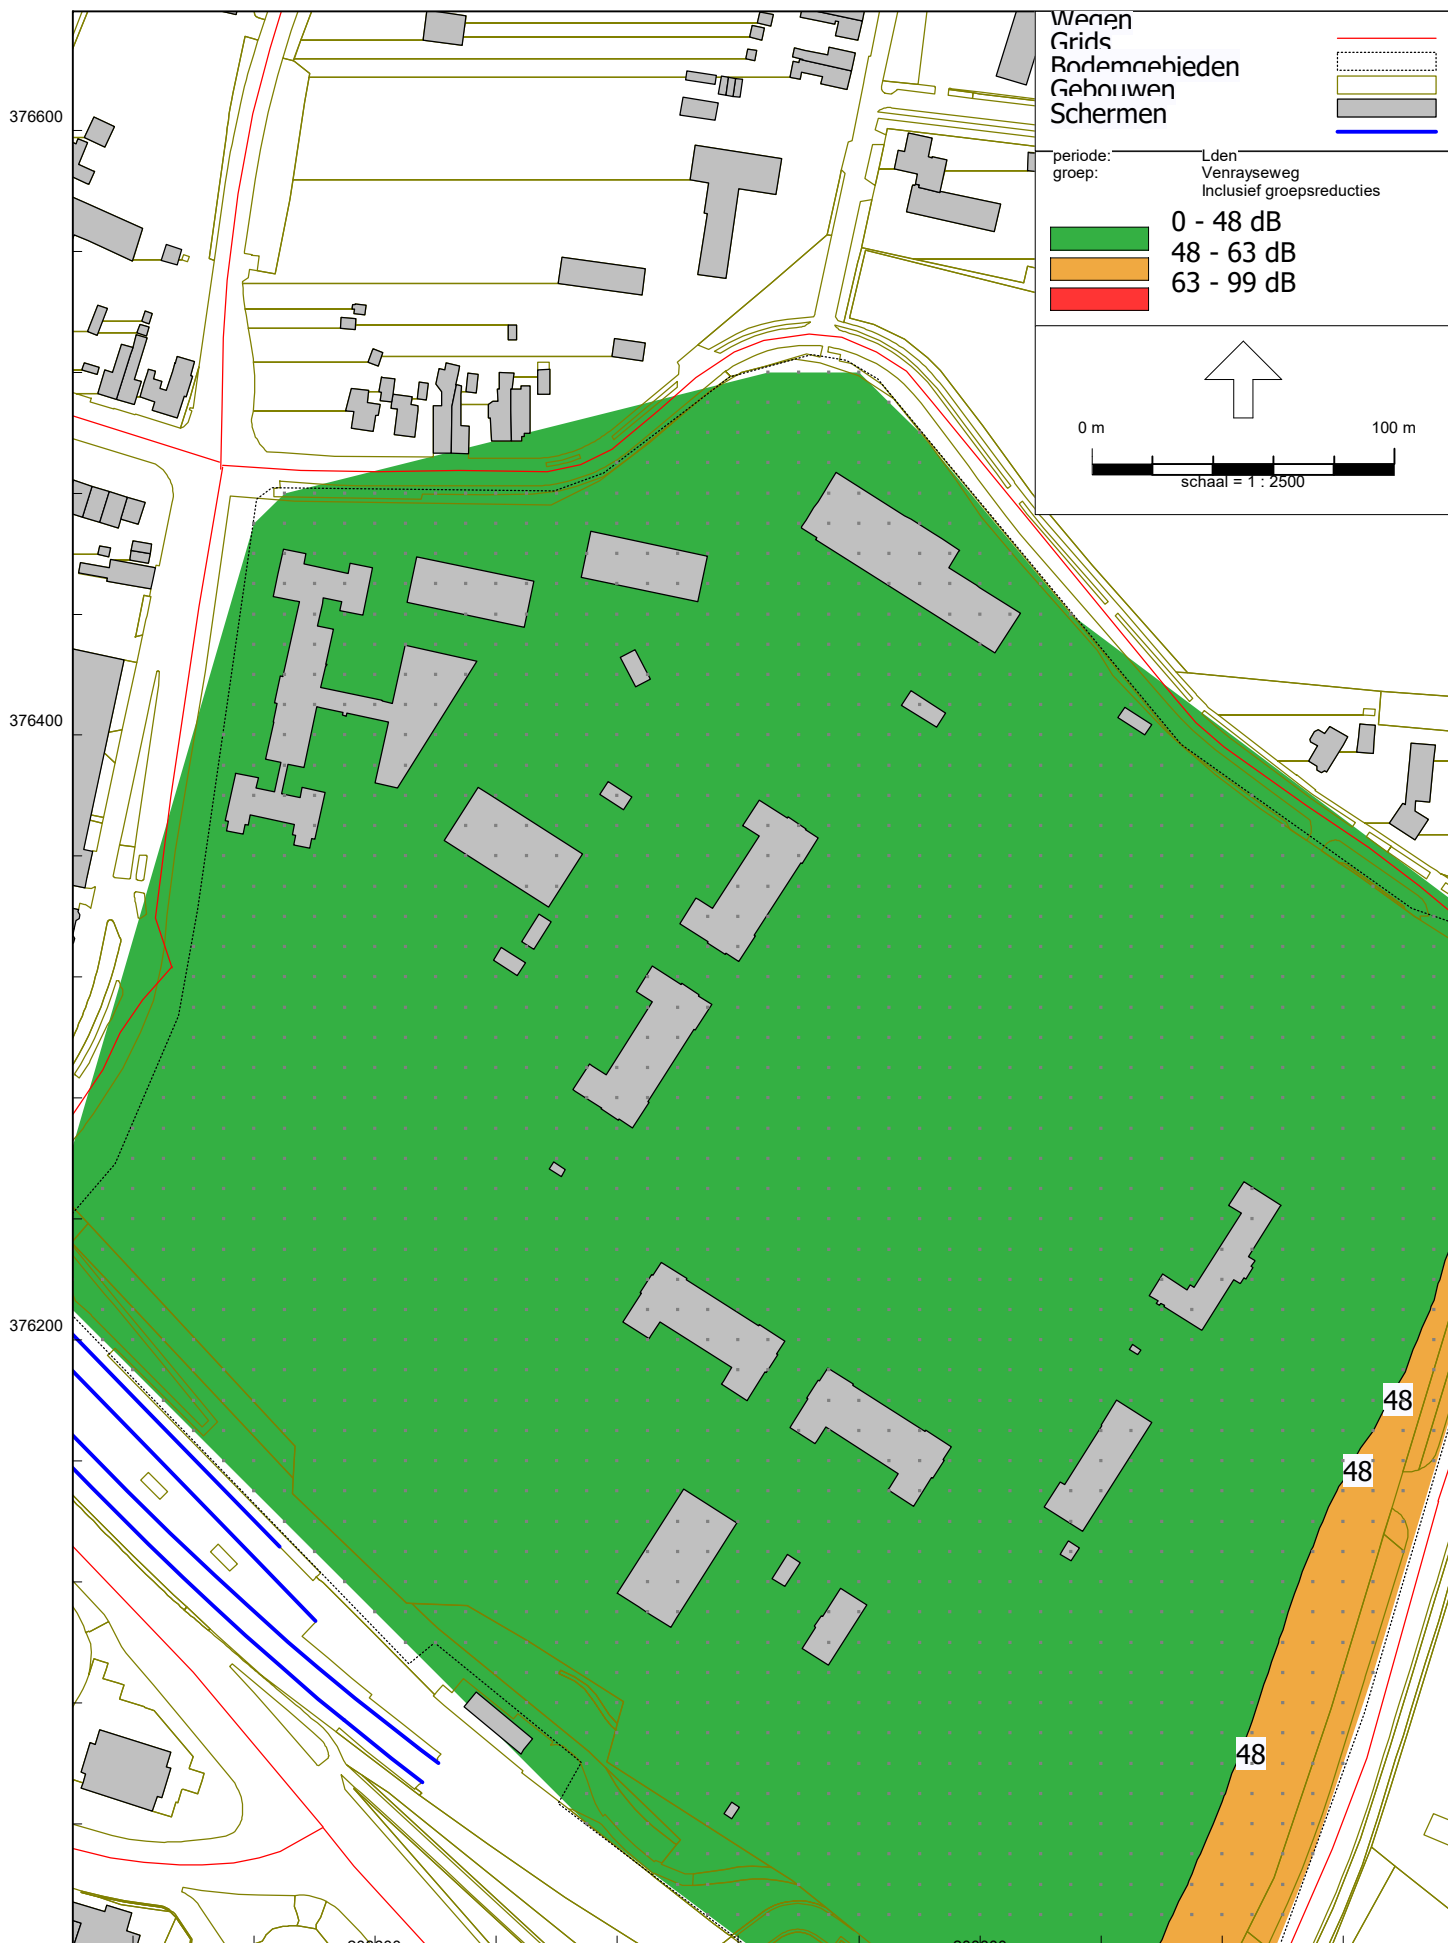 Wegen
Grids
Bodemgebieden
Gebouwen
Schermen
periode: Lden
groep: Venrayseweg
Inclusief groepsreducties
0 - 48 dB
48 - 63 dB
63 - 99 dB
0 m 100 m
schaal = 1 : 2500
376600
376400
376200
48
48
48